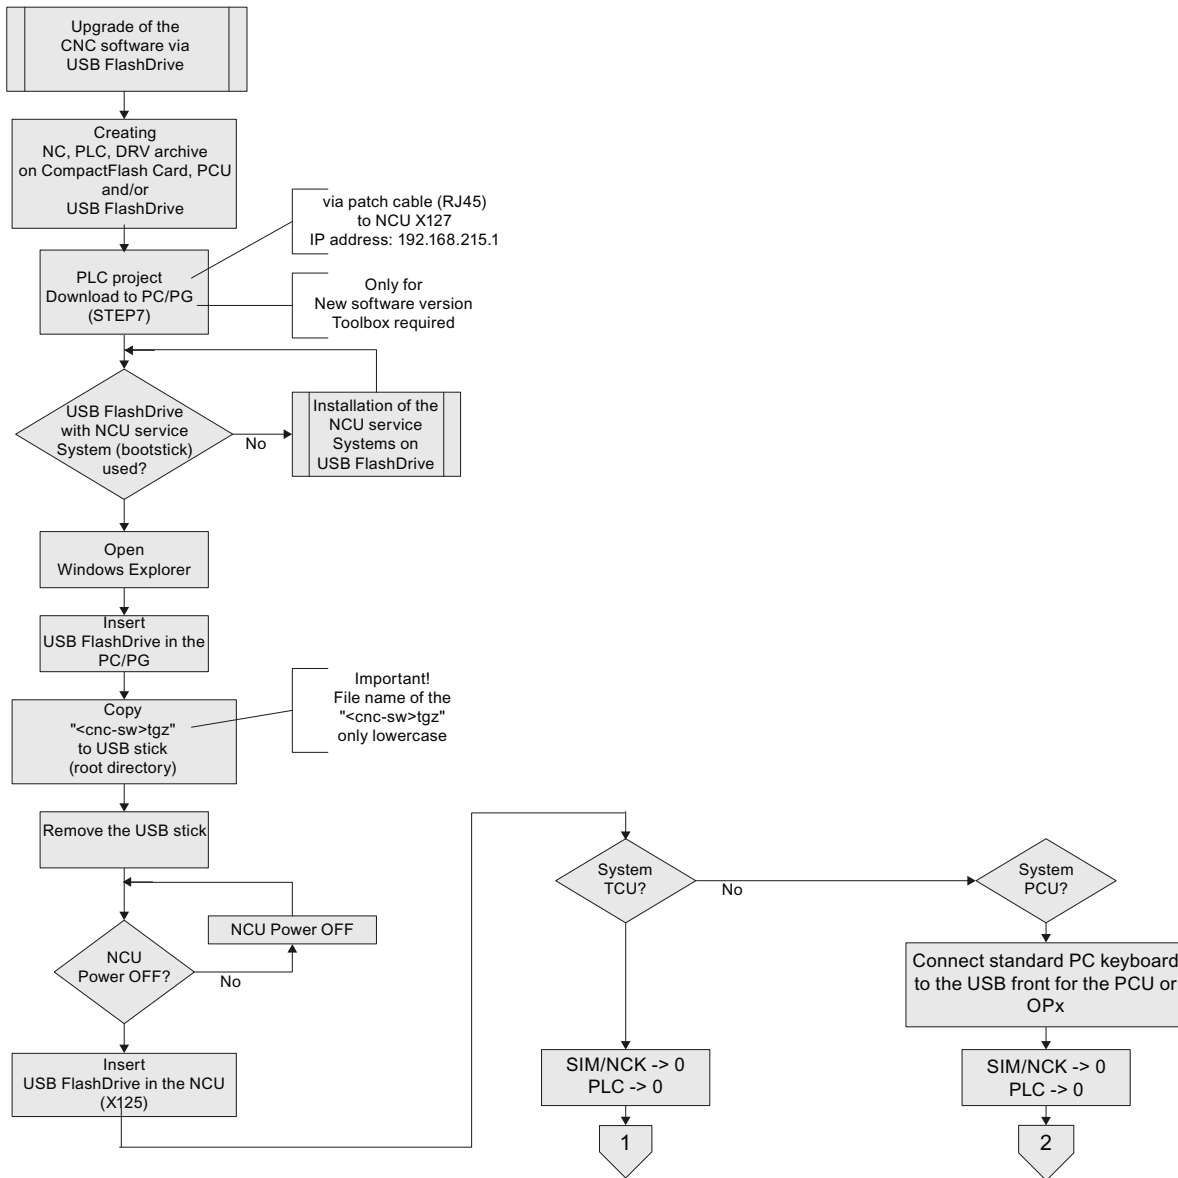 Upgrade of the
CNC software via
USB FlashDrive
Creating
NC, PLC, DRV archive
on CompactFlash Card, PCU
and/or
USB FlashDrive
via patch cable (RJ45)
to NCU X127
IP address: 192.168.215.1
PLC project
Download to PC/PG
(STEP7)
Only for
New software version
Toolbox required
USB FlashDrive
with NCU service
System (bootstick)
used?
No
Installation of the
NCU service
Systems on
USB FlashDrive
Open
Windows Explorer
Insert
USB FlashDrive in the
PC/PG
Copy
"<cnc-sw>tgz"
to USB stick
(root directory)
Important!
File name of the
"<cnc-sw>tgz"
only lowercase
Remove the USB stick
NCU Power OFF
NCU
Power OFF?
No
Insert
USB FlashDrive in the NCU
(X125)
System
TCU?
No
System
PCU?
Connect standard PC keyboard
to the USB front for the PCU or
OPx
SIM/NCK -> 0
PLC -> 0
SIM/NCK -> 0
PLC -> 0
1
2